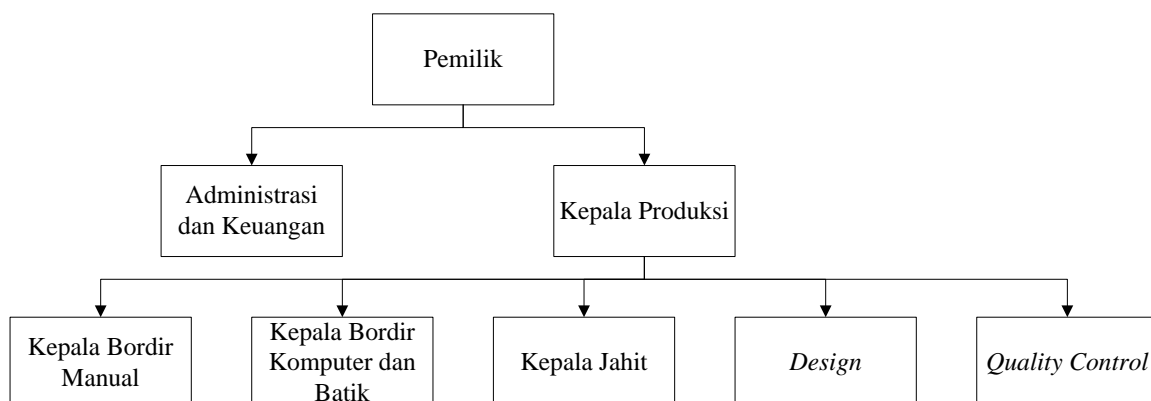 Pemilik
Administrasi
dan Keuangan
Kepala Produksi
Kepala Bordir
Manual
Kepala Bordir
Komputer dan
Batik
Kepala Jahit
Design
Quality Control